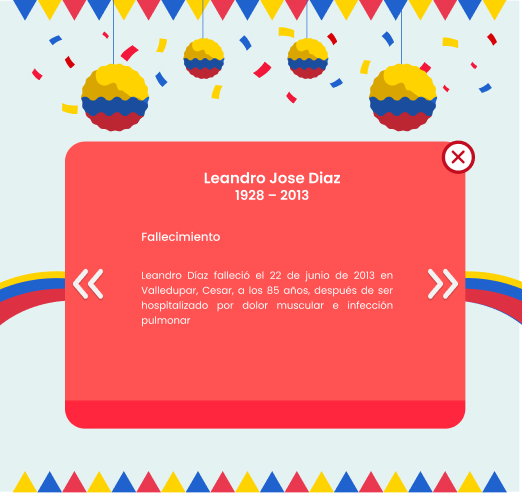 Leandro Jose Diaz
1928 – 2013
Fallecimiento
Leandro Díaz falleció el 22 de junio de 2013 en
Valledupar, Cesar, a los 85 años, después de ser
hospitalizado por dolor muscular e infección
pulmonar